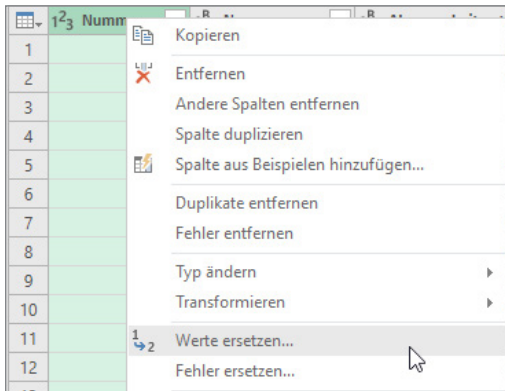 1²3 Numm
Kopieren
1
2 Entfernen
3 Andere Spalten entfernen
4 Spalte duplizieren
5 Spalte aus Beispielen hinzufügen...
6 Duplikate entfernen
7 Fehler entfernen
8
9 Typ ändern
10 Transformieren
11 Werte ersetzen...
12 Fehler ersetzen...